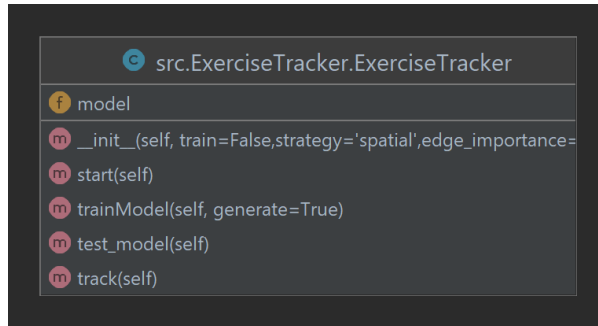 C src.ExerciseTracker.ExerciseTracker
f model
m __init__(self, train=False,strategy='spatial',edge_importance=
m start(self)
m trainModel(self, generate=True)
m test_model(self)
m track(self)